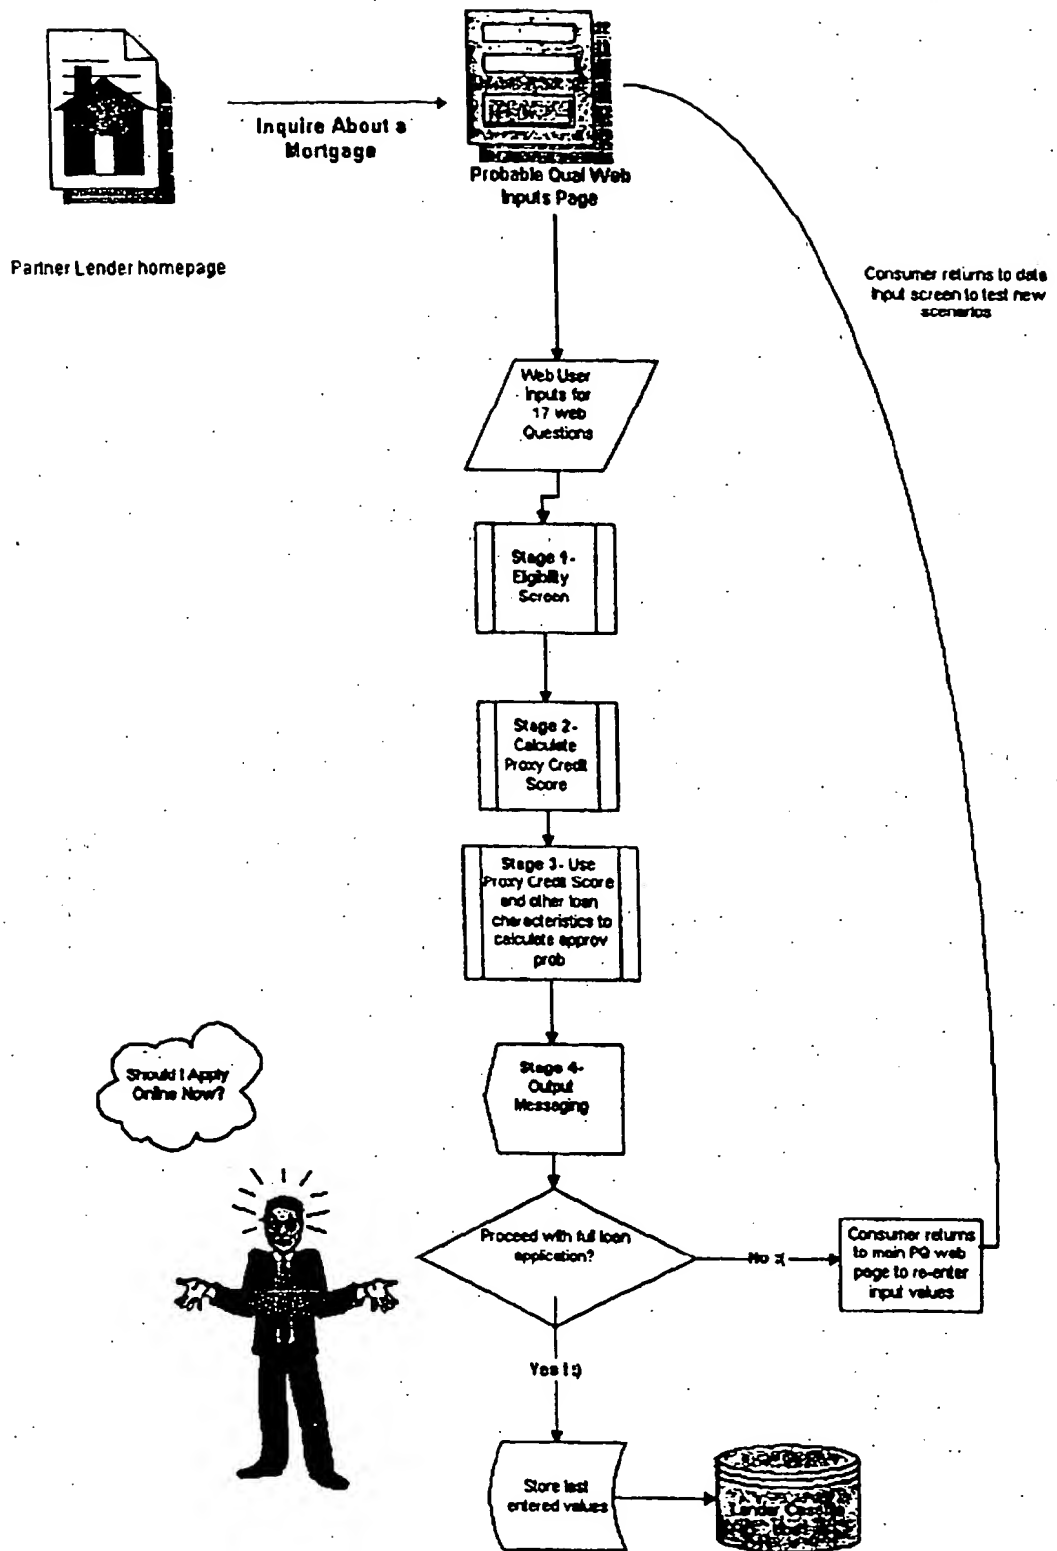 Inquire About a
Mortgage
Probable Qual Web
Inputs Page
Partner Lender homepage
Consumer returns to data
input screen to test new
scenarios
Web User
Inputs for
17 web
Questions
Stage 1-
Eligibility
Screen
Stage 2-
Calculate
Proxy Credit
Score
Stage 3- Use
Proxy Credit Score
and other loan
characteristics to
calculate approv
prob
Stage 4-
Output
Messaging
Should I Apply
Online Now?
Proceed with full loan
application?
No :(
Consumer returns
to main PQ web
page to re-enter
input values
Yes ! :)
Store last
entered values
Lender